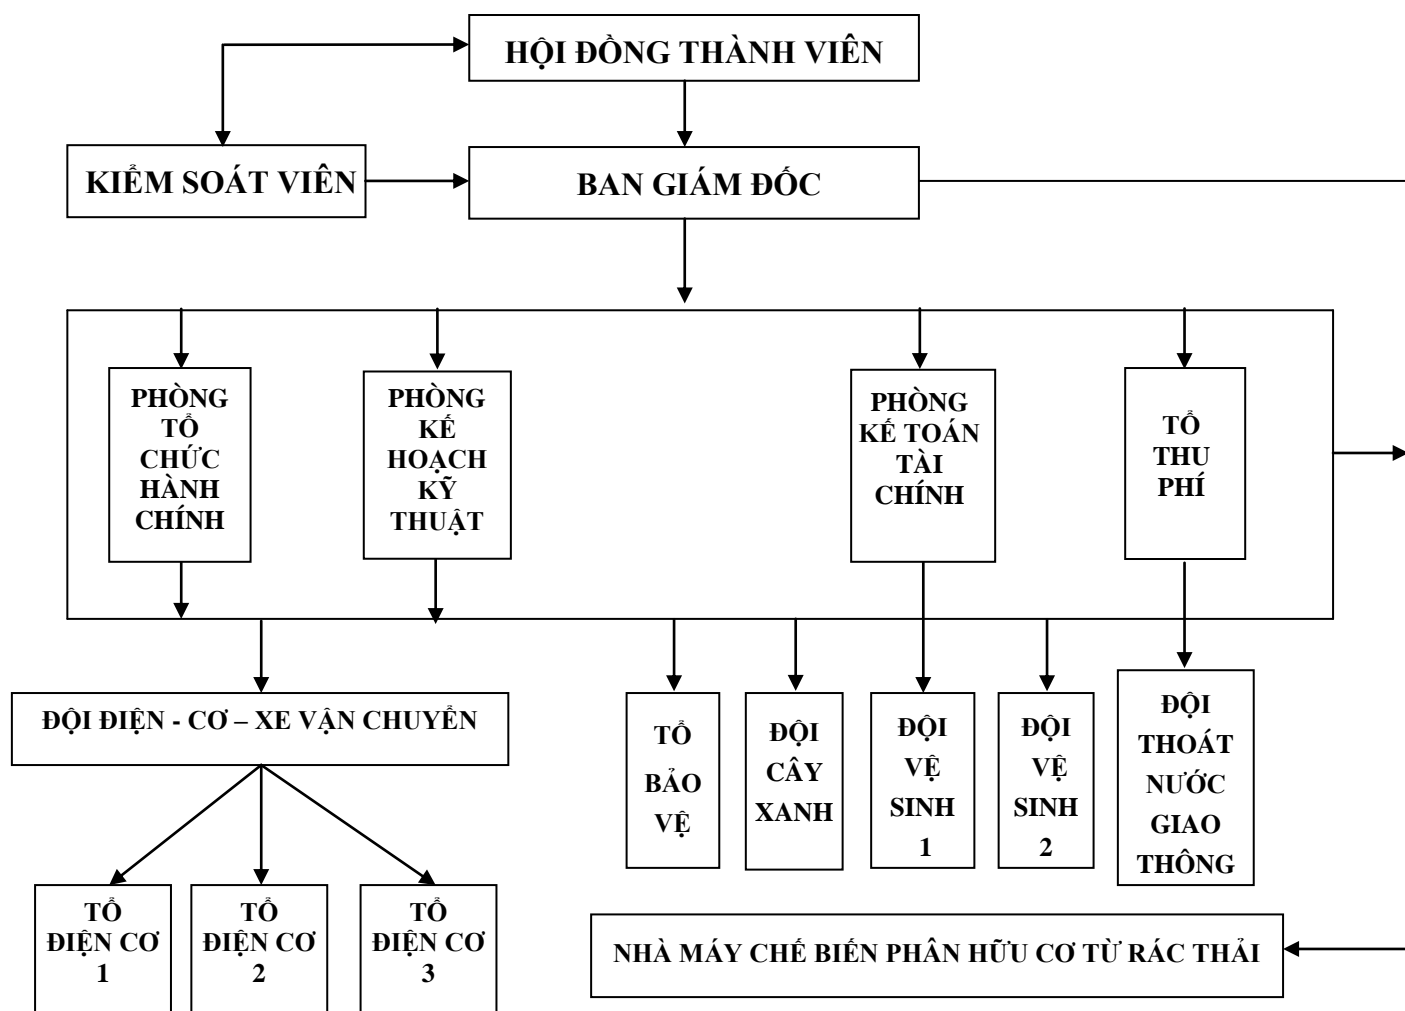 HỘI ĐỒNG THÀNH VIÊN
KIỂM SOÁT VIÊN
BAN GIÁM ĐỐC
PHÒNG
TỔ
CHỨC
HÀNH
CHÍNH
PHÒNG
KẾ
HOẠCH
KỸ
THUẬT
PHÒNG
KẾ TOÁN
TÀI
CHÍNH
TỔ
THU
PHÍ
ĐỘI ĐIỆN - CƠ – XE VẬN CHUYỂN
TỔ
BẢO
VỆ
ĐỘI
CÂY
XANH
ĐỘI
VỆ
SINH
1
ĐỘI
VỆ
SINH
2
ĐỘI
THOÁT
NƯỚC
GIAO
THÔNG
TỔ
ĐIỆN CƠ
1
TỔ
ĐIỆN CƠ
2
TỔ
ĐIỆN CƠ
3
NHÀ MÁY CHẾ BIẾN PHÂN HỮU CƠ TỪ RÁC THẢI